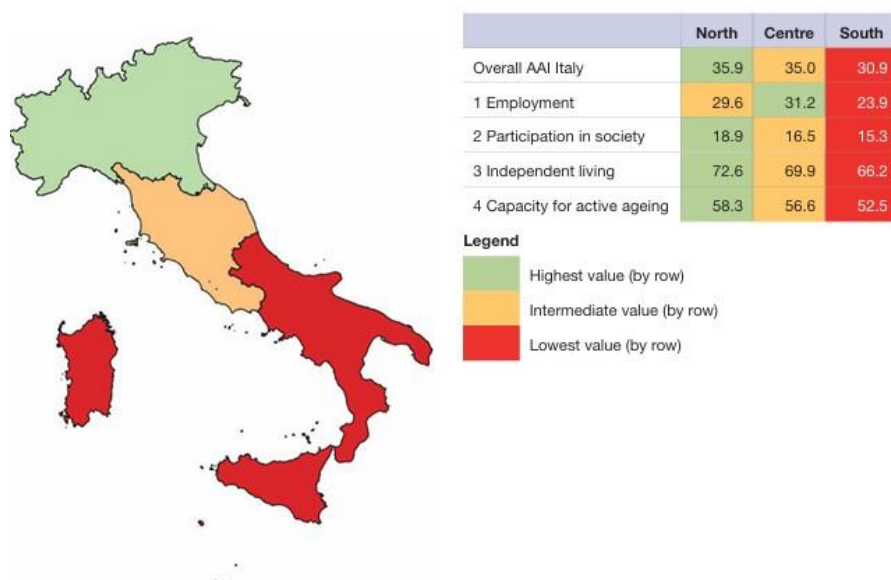 North Centre South
Overall AAI Italy 35.9 35.0 30.9
1 Employment 29.6 31.2 23.9
2 Participation in society 18.9 16.5 15.3
3 Independent living 72.6 69.9 66.2
4 Capacity for active ageing 58.3 56.6 52.5
Legend
Highest value (by row)
Intermediate value (by row)
Lowest value (by row)